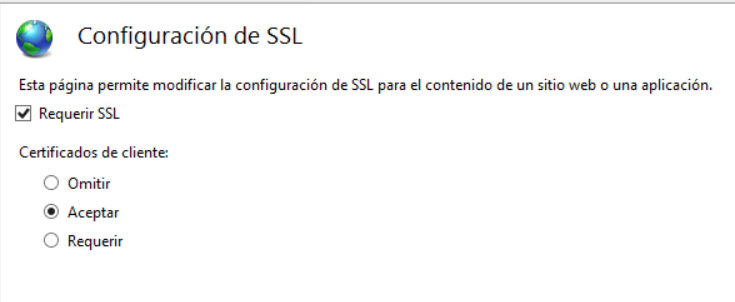 Configuración de SSL
Esta página permite modificar la configuración de SSL para el contenido de un sitio web o una aplicación.
Requerir SSL
Certificados de cliente:
Omitir
Aceptar
Requerir